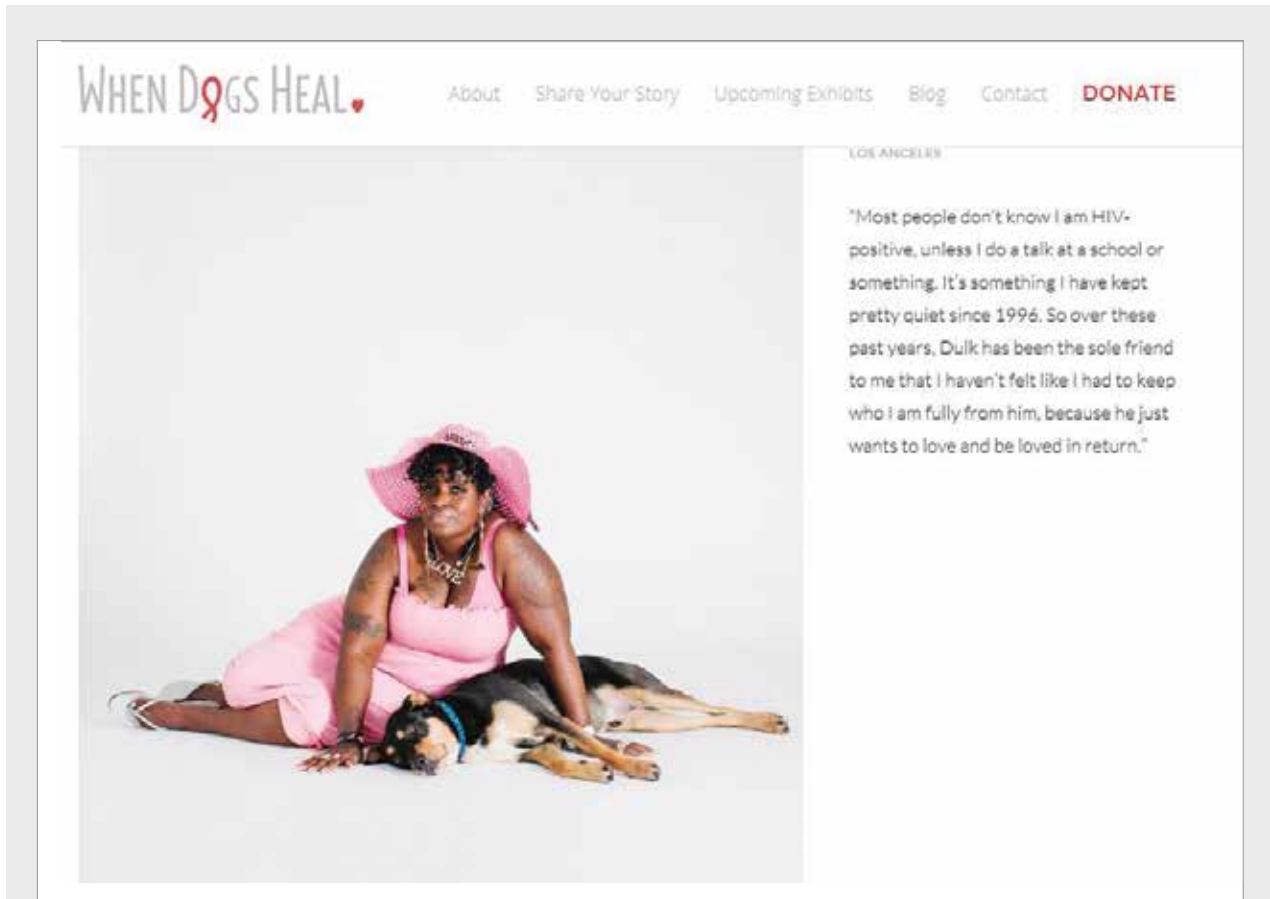 WHEN DOGS HEAL
About Share Your Story Upcoming Exhibits Blog Contact DONATE
LOS ANGELES
"Most people don't know I am HIV-
positive, unless I do a talk at a school or
something. It's something I have kept
pretty quiet since 1996. So over these
past years, Dulk has been the sole friend
to me that I haven't felt like I had to keep
who I am fully from him, because he just
wants to love and be loved in return."
LOVE